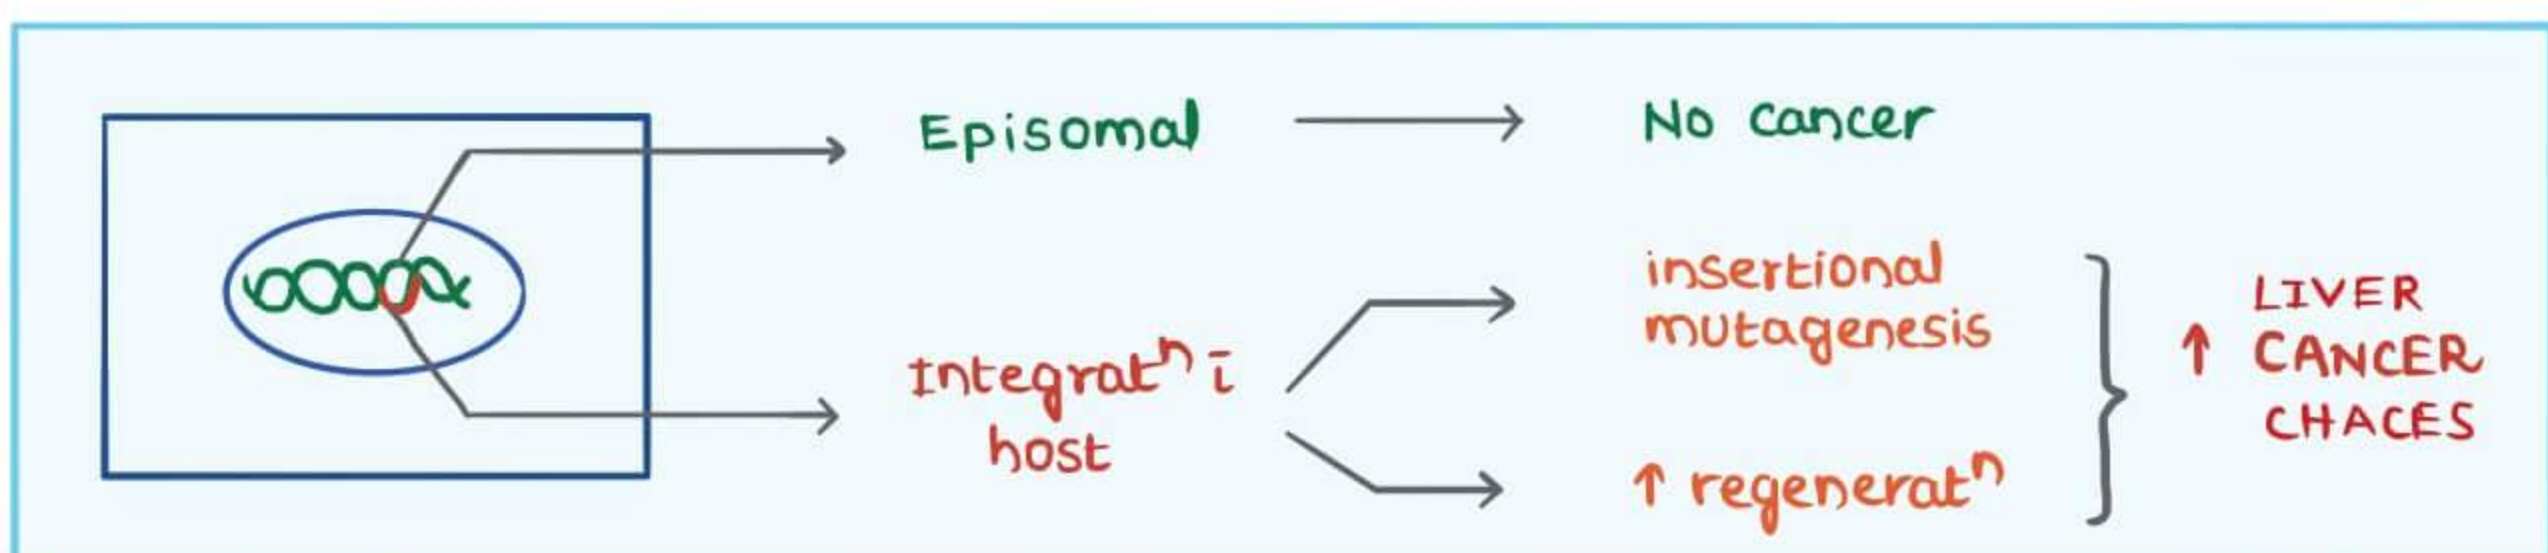 Episomal
No cancer
Integratⁿ c̄
host
insertional
mutagenesis
↑ regeneratⁿ
↑ LIVER
CANCER
CHACES